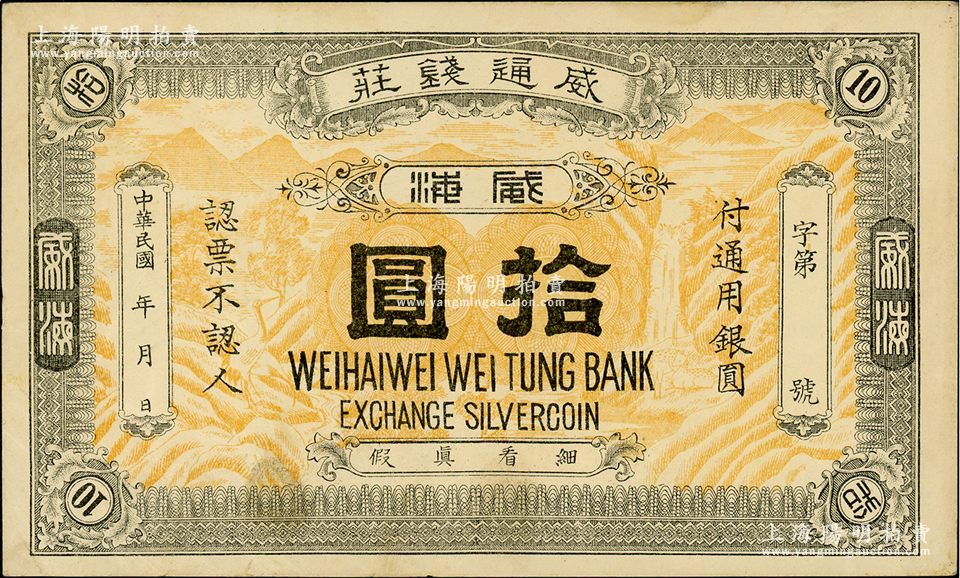 上海陽明拍賣
www.yangmingauction.com
拾
威通錢莊
10
威海
中華民國 年 月 日
認票不認人
付通用銀圓
字第 號
威海
威海
拾圓
上海陽明拍賣
www.yangmingauction.com
WEIHAIWEI WEI TUNG BANK
EXCHANGE SILVERCOIN
細看真假
10
拾
上海陽明拍賣
www.yangmingauction.com